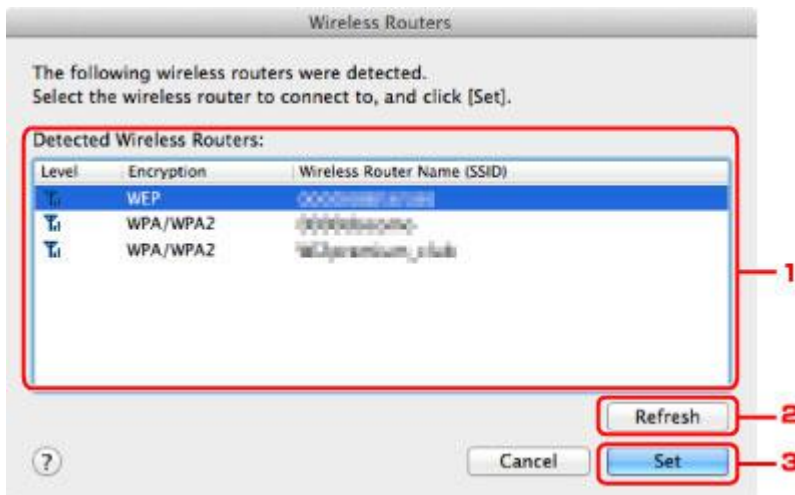 Wireless Routers
The following wireless routers were detected.
Select the wireless router to connect to, and click [Set].
Detected Wireless Routers:
Level Encryption Wireless Router Name (SSID)
WEP
WPA/WPA2
WPA/WPA2
1
Refresh 2
? Cancel Set 3